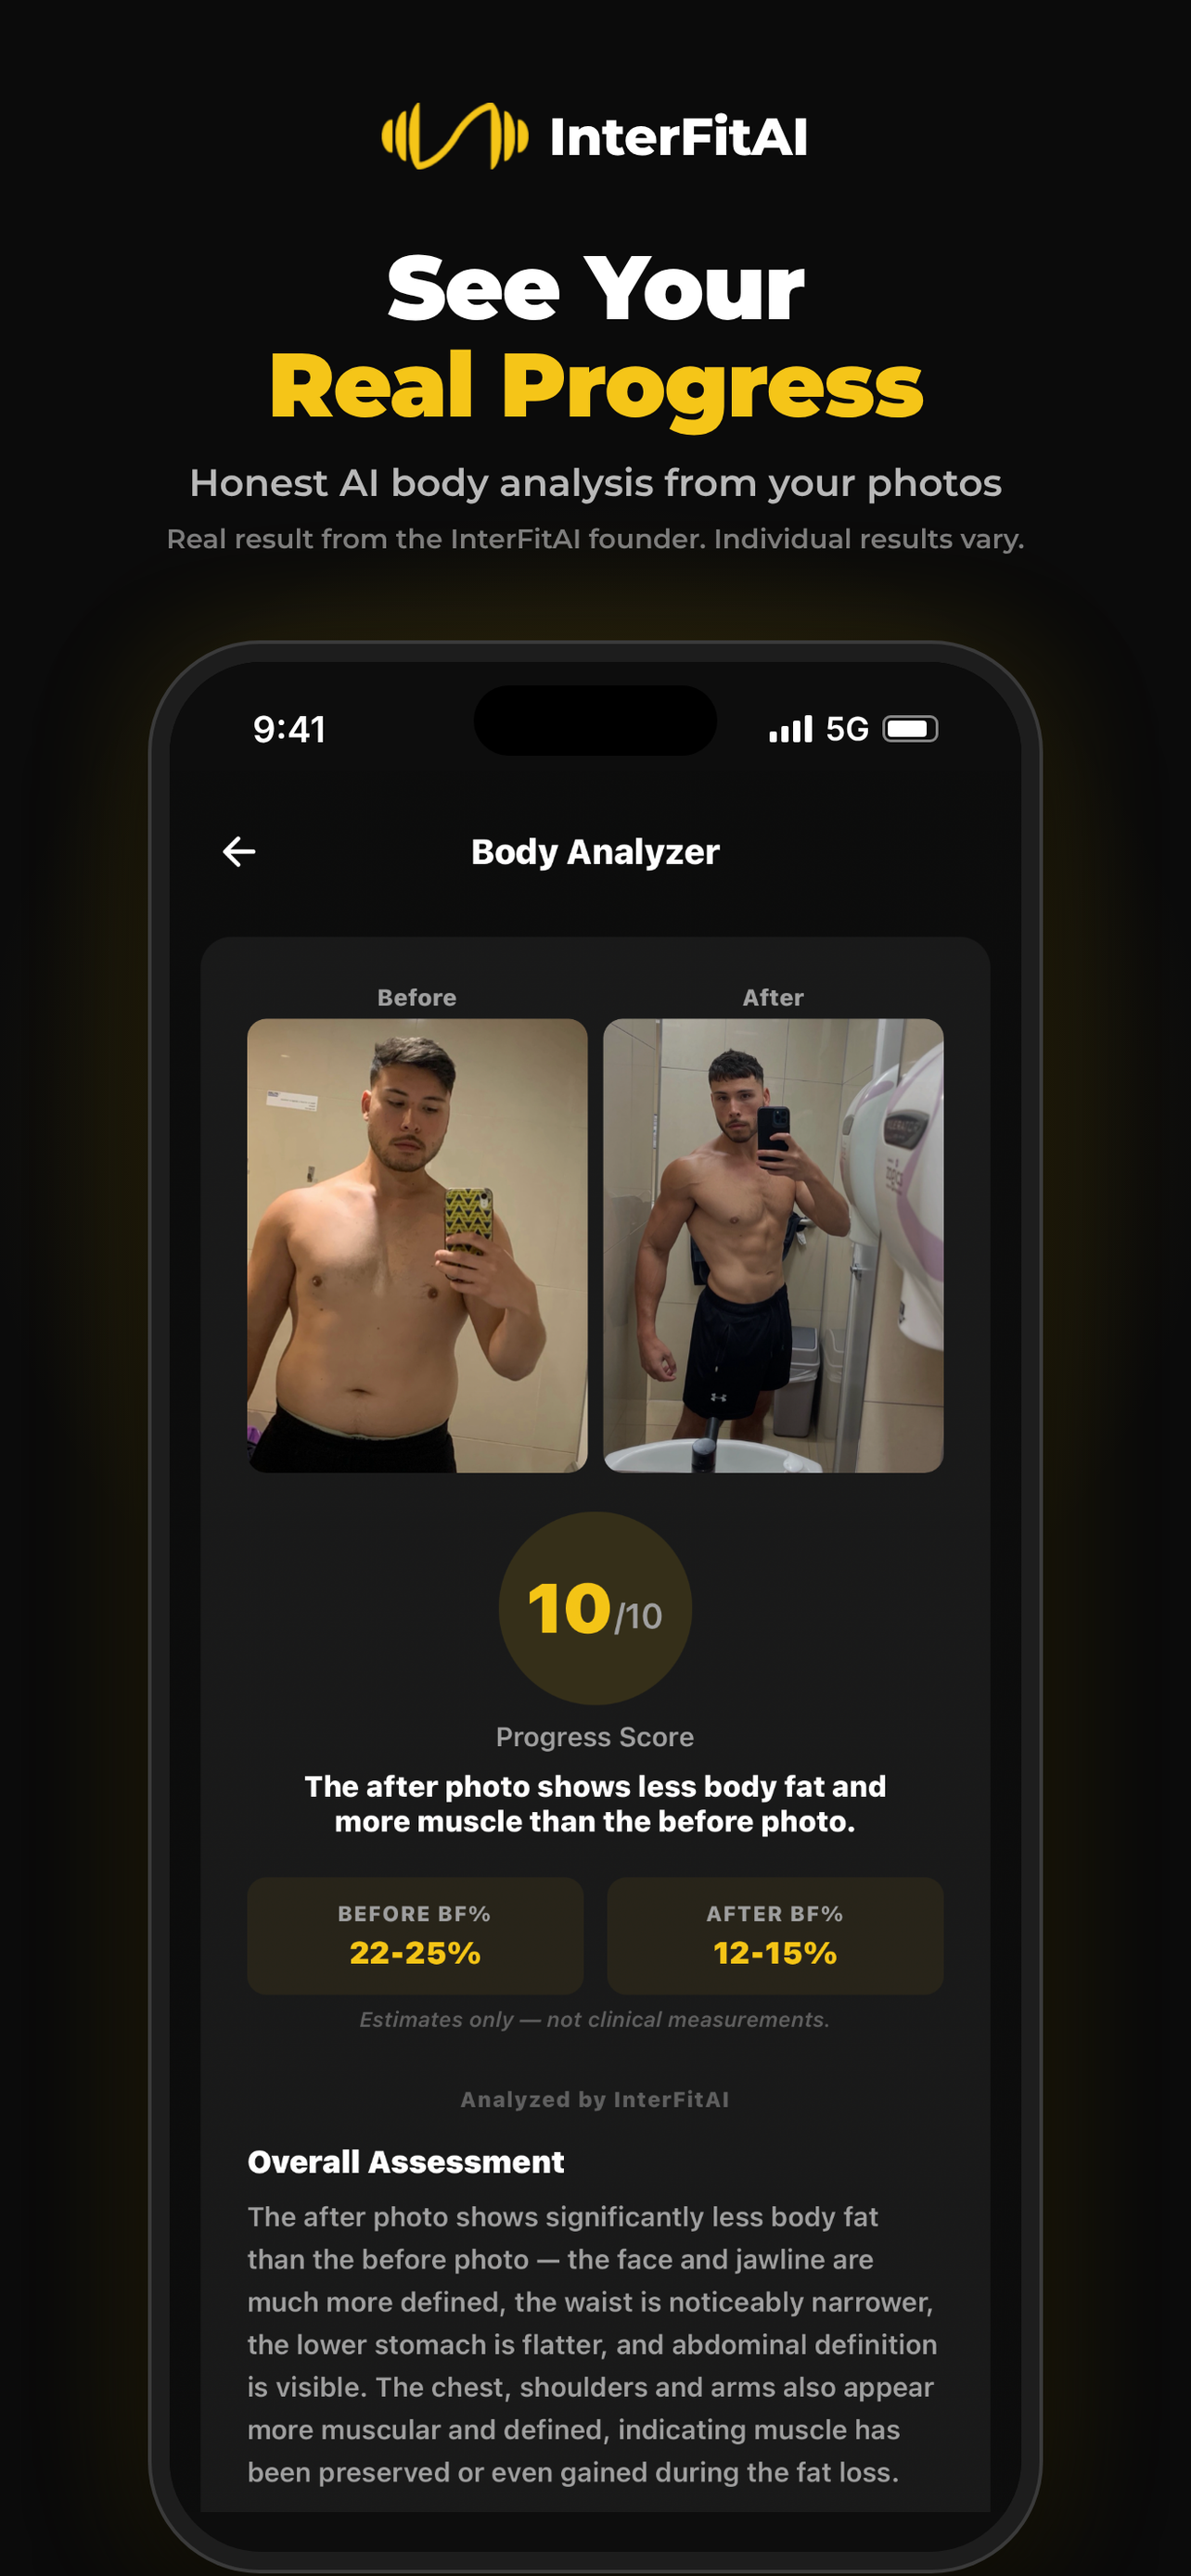 InterFitAI
See Your
Real Progress
Honest AI body analysis from your photos
Real result from the InterFitAI founder. Individual results vary.
9:41
5G
Body Analyzer
Before
After
10/10
Progress Score
The after photo shows less body fat and
more muscle than the before photo.
BEFORE BF%
AFTER BF%
22-25%
12-15%
Estimates only — not clinical measurements.
Analyzed by InterFitAI
Overall Assessment
The after photo shows significantly less body fat
than the before photo — the face and jawline are
much more defined, the waist is noticeably narrower,
the lower stomach is flatter, and abdominal definition
is visible. The chest, shoulders and arms also appear
more muscular and defined, indicating muscle has
been preserved or even gained during the fat loss.